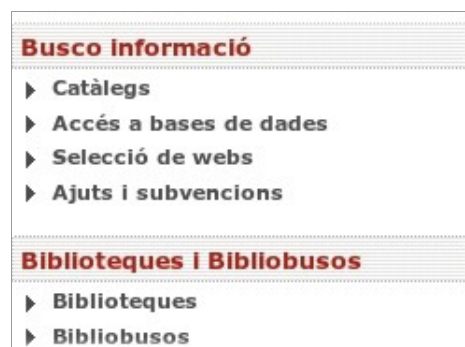 Busco informació
Catàlegs
Accés a bases de dades
Selecció de webs
Ajuts i subvencions
Biblioteques i Bibliobusos
Biblioteques
Bibliobusos